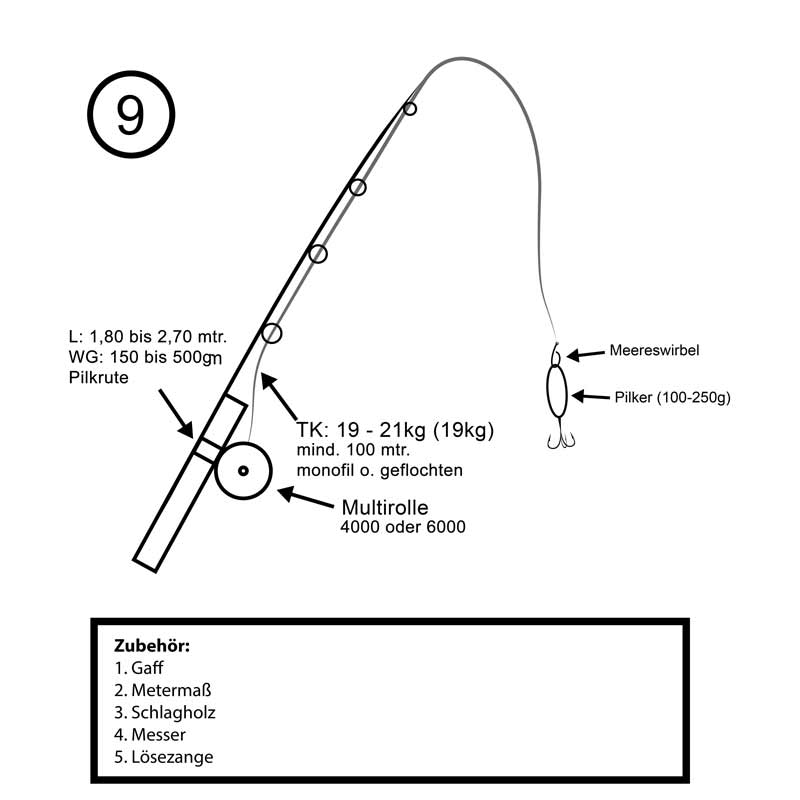 9
L: 1,80 bis 2,70 mtr.
WG: 150 bis 500gm
Pilkrute
TK: 19 - 21kg (19kg)
mind. 100 mtr.
monofil o. geflochten
Multirolle
4000 oder 6000
Meereswirbel
Pilker (100-250g)
Zubehör:
1. Gaff
2. Metermaß
3. Schlagholz
4. Messer
5. Lösezange